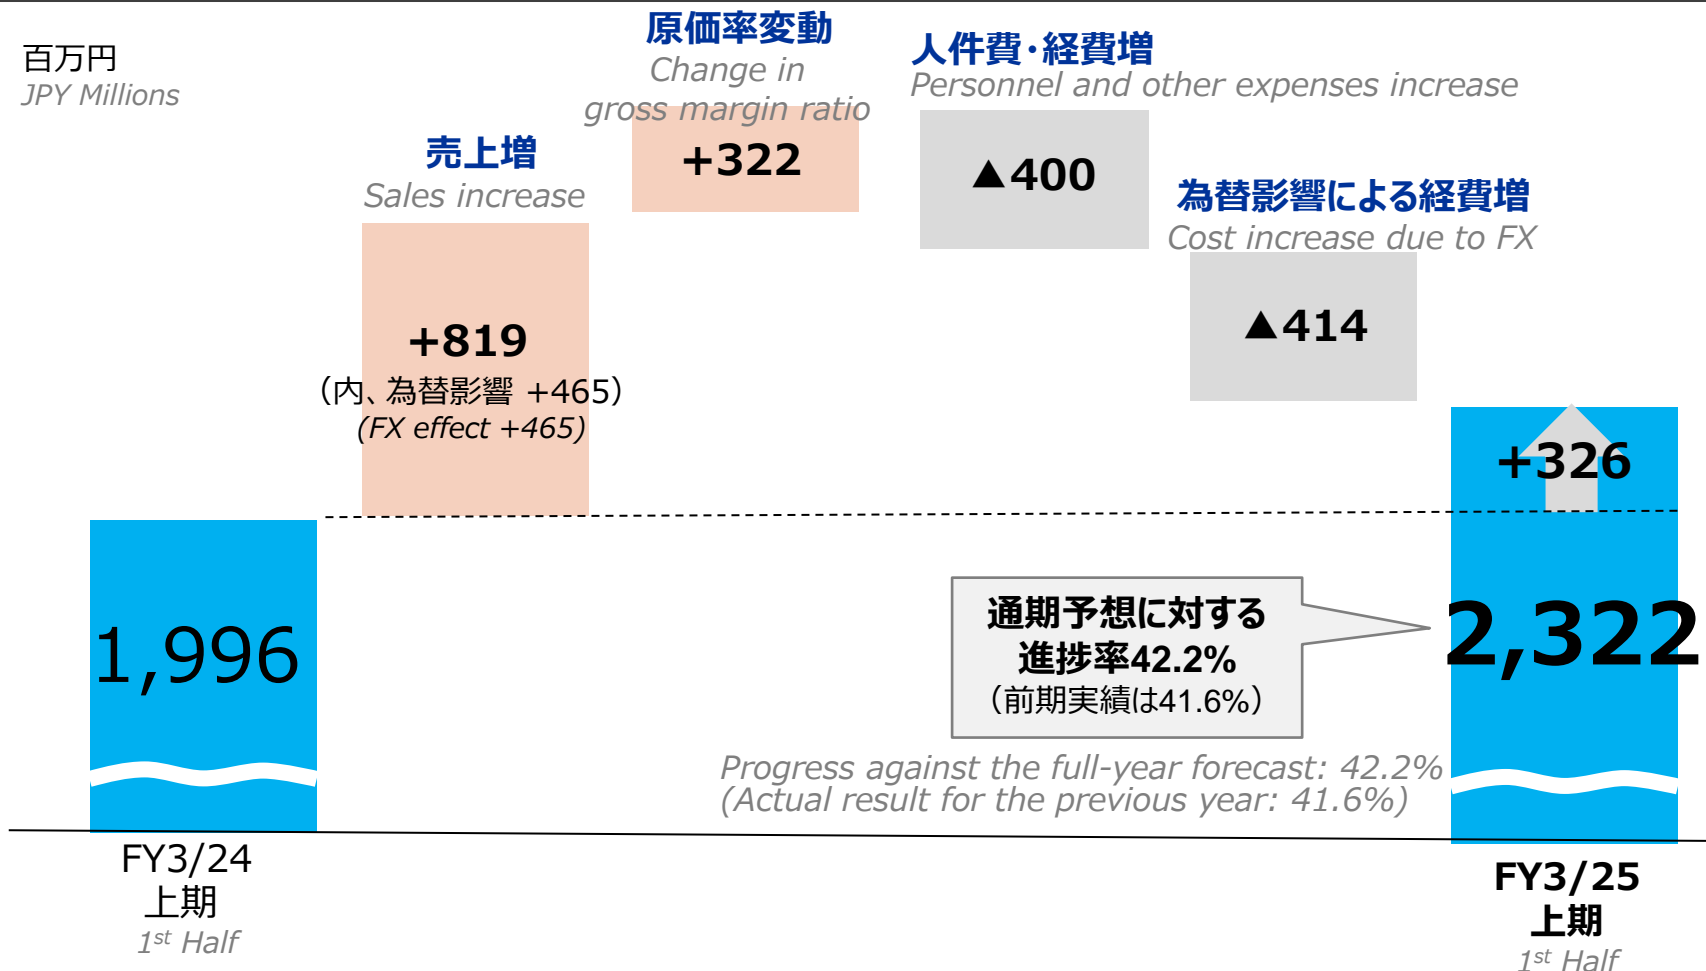 百万円
JPY Millions
原価率変動
Change in
gross margin ratio
+322
人件費・経費増
Personnel and other expenses increase
▲400
売上増
Sales increase
+819
（内、為替影響 +465）
(FX effect +465)
為替影響による経費増
Cost increase due to FX
▲414
+326
1,996
2,322
通期予想に対する
進捗率42.2%
（前期実績は41.6%）
Progress against the full-year forecast: 42.2%
(Actual result for the previous year: 41.6%)
FY3/24
上期
1st Half
FY3/25
上期
1st Half